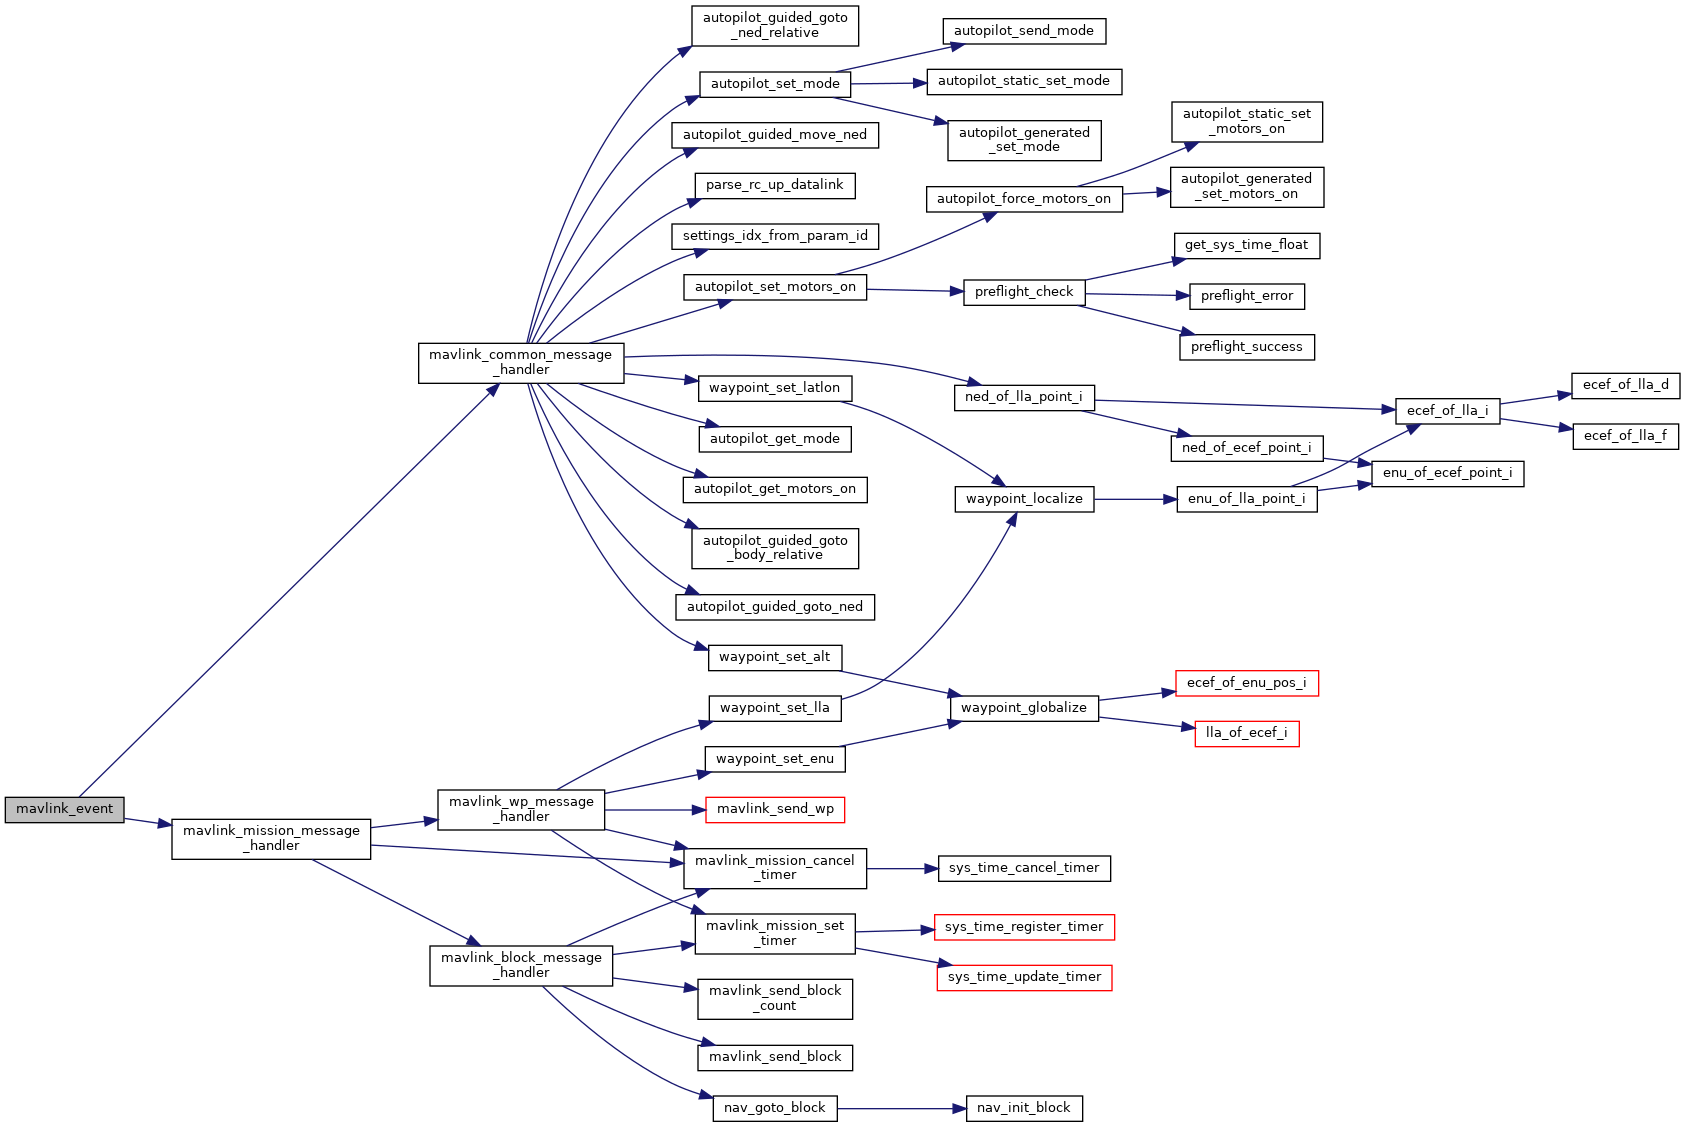 autopilot_guided_goto
_ned_relative
autopilot_send_mode
autopilot_set_mode
autopilot_static_set_mode
autopilot_static_set
_motors_on
autopilot_guided_move_ned
autopilot_generated
_set_mode
parse_rc_up_datalink
autopilot_generated
_set_motors_on
autopilot_force_motors_on
settings_idx_from_param_id
get_sys_time_float
autopilot_set_motors_on
preflight_check
preflight_error
mavlink_common_message
_handler
preflight_success
waypoint_set_latlon
ned_of_lla_point_i
ecef_of_lla_d
ecef_of_lla_i
autopilot_get_mode
ecef_of_lla_f
ned_of_ecef_point_i
enu_of_ecef_point_i
autopilot_get_motors_on
waypoint_localize
enu_of_lla_point_i
autopilot_guided_goto
_body_relative
autopilot_guided_goto_ned
waypoint_set_alt
ecef_of_enu_pos_i
waypoint_set_lla
waypoint_globalize
lla_of_ecef_i
waypoint_set_enu
mavlink_event
mavlink_wp_message
_handler
mavlink_send_wp
mavlink_mission_message
_handler
mavlink_mission_cancel
_timer
sys_time_cancel_timer
mavlink_mission_set
_timer
sys_time_register_timer
mavlink_block_message
_handler
sys_time_update_timer
mavlink_send_block
_count
mavlink_send_block
nav_goto_block
nav_init_block